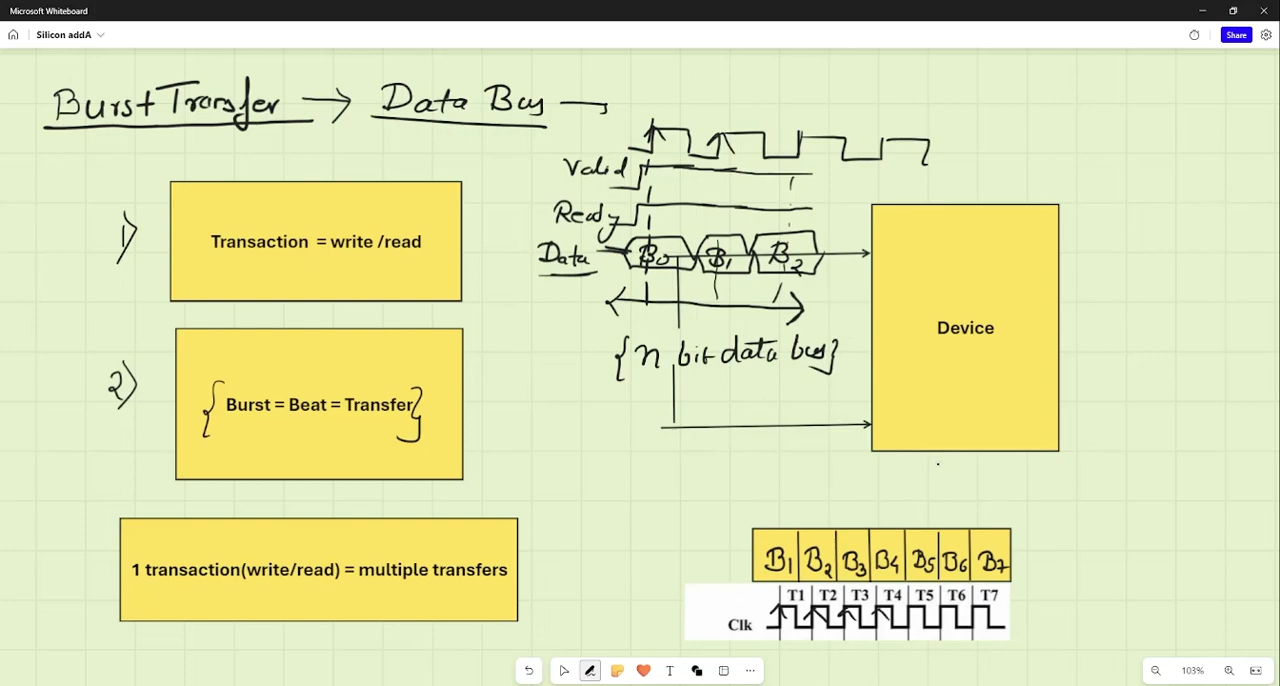 Microsoft Whiteboard
Silicon addA
Share
Burst Transfer → Data Bus
Valid
Ready
Data B0 B1 B2
{n bit data bus}
1)
Transaction = write /read
2)
{Burst = Beat = Transfer}
1 transaction(write/read) = multiple transfers
Device
B1 B2 B3 B4 B5 B6 B7
T1 T2 T3 T4 T5 T6 T7
Clk
103%